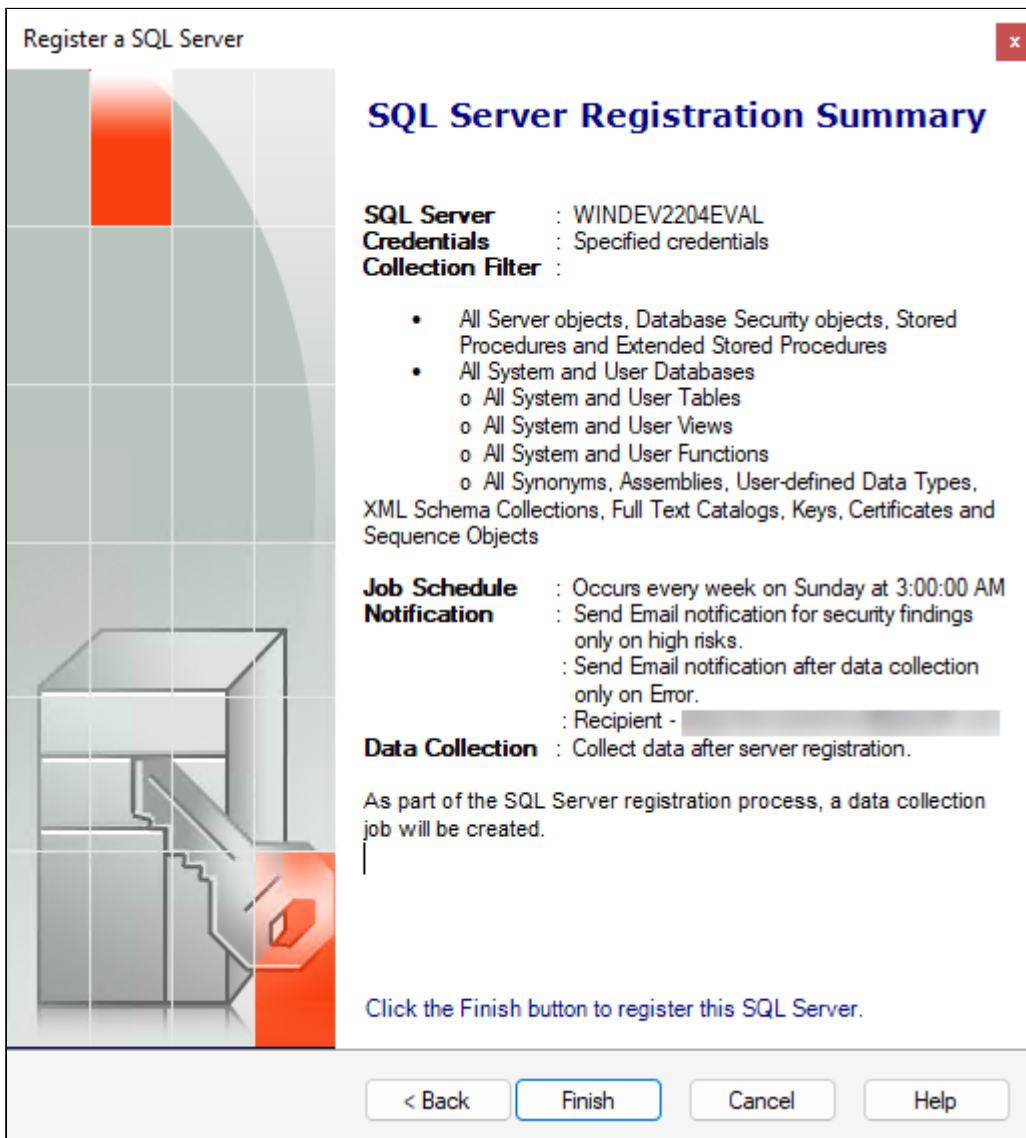 Register a SQL Server
x
SQL Server Registration Summary
SQL Server : WINDEV2204EVAL
Credentials : Specified credentials
Collection Filter :
• All Server objects, Database Security objects, Stored
Procedures and Extended Stored Procedures
• All System and User Databases
o All System and User Tables
o All System and User Views
o All System and User Functions
o All Synonyms, Assemblies, User-defined Data Types,
XML Schema Collections, Full Text Catalogs, Keys, Certificates and
Sequence Objects
Job Schedule : Occurs every week on Sunday at 3:00:00 AM
Notification : Send Email notification for security findings
only on high risks.
: Send Email notification after data collection
only on Error.
: Recipient -
Data Collection : Collect data after server registration.
As part of the SQL Server registration process, a data collection
job will be created.
Click the Finish button to register this SQL Server.
< Back Finish Cancel Help